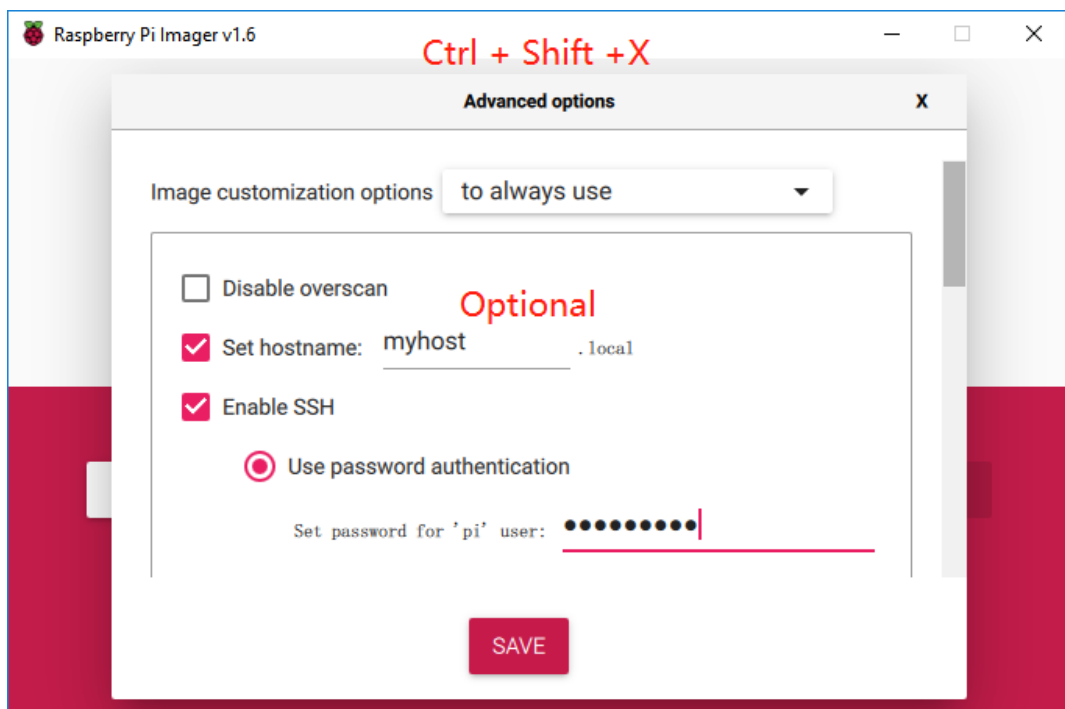 Raspberry Pi Imager v1.6
Ctrl + Shift +X
Advanced options X
Image customization options to always use
Disable overscan
Optional
Set hostname: myhost .local
Enable SSH
Use password authentication
Set password for 'pi' user: ●●●●●●●●●
SAVE